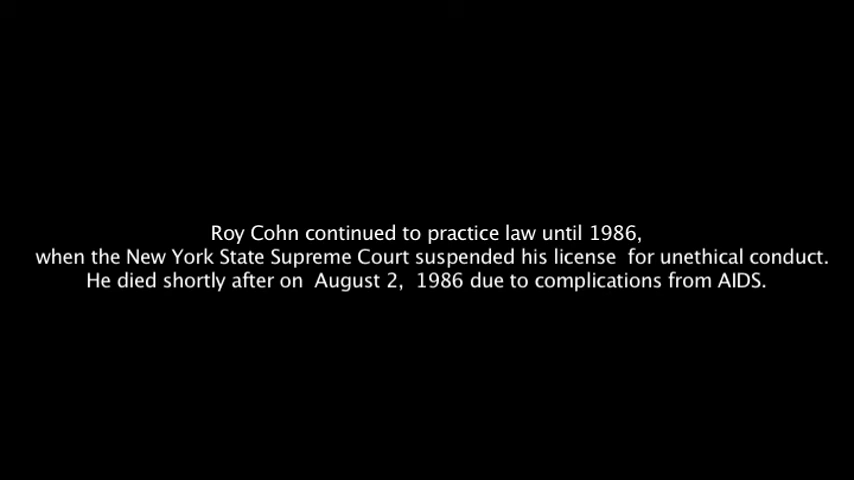 Roy Cohn continued to practice law until 1986,
when the New York State Supreme Court suspended his license  for unethical conduct.
He died shortly after on  August 2,  1986 due to complications from AIDS.